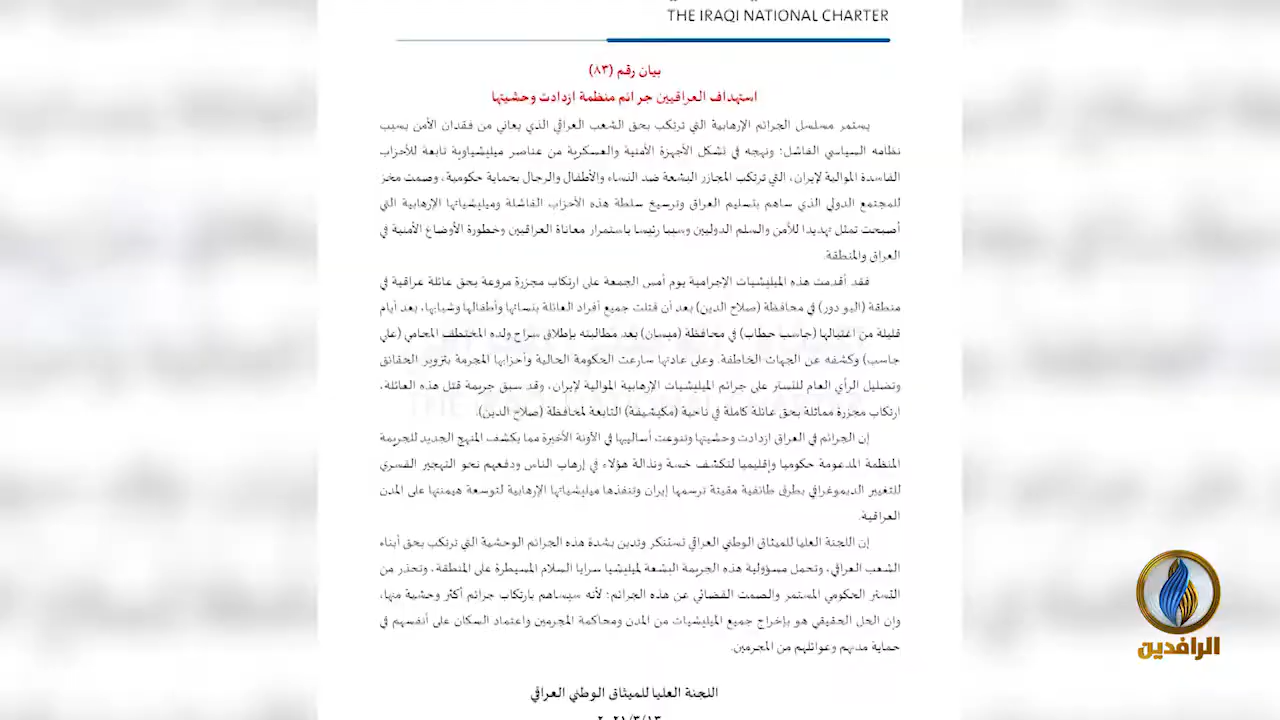 THE IRAQI NATIONAL CHARTER
بيان رقم (٨٣)
استهداف العراقيين جرائم منظمة ازدادت وحشيتها
يستمر مسلسل الجرائم الإرهابية التي ترتكب بحق الشعب العراقي الذي يعاني من فقدان الأمن بسبب
نظامه السياسي الفاشل؛ ونهجه في تشكل الأجهزة الأمنية والعسكرية من عناصر ميليشياوية تابعة للأحزاب
الفاسدة الموالية لإيران، التي ترتكب المجازر البشعة ضد النساء والأطفال والرجال بحماية حكومية، وصمت مخز
للمجتمع الدولي الذي ساهم بتسليم العراق وترسيخ سلطة هذه الأحزاب الفاشلة وميليشياتها الإرهابية التي
أصبحت تمثل تهديدا للأمن والسلم الدوليين وسببا رئيسا باستمرار معاناة العراقيين وخطورة الأوضاع الأمنية في
العراق والمنطقة.
فقد أقدمت هذه الميليشيات الإجرامية يوم أمس الجمعة على ارتكاب مجزرة مروعة بحق عائلة عراقية في
منطقة (البو دور) في محافظة (صلاح الدين) بعد أن قتلت جميع أفراد العائلة بنسائها وأطفالها وشبابها، بعد أيام
قليلة من اغتيالها (جاسب حطاب) في محافظة (ميسان) بعد مطالبته بإطلاق سراح ولده المختطف المحامي (علي
جاسب) وكشفه عن الجهات الخاطفة. وعلى عادتها سارعت الحكومة الحالية وأحزابها المجرمة بتزوير الحقائق
وتضليل الرأي العام للتستر على جرائم الميليشيات الإرهابية الموالية لإيران، وقد سبق جريمة قتل هذه العائلة،
ارتكاب مجزرة مماثلة بحق عائلة كاملة في ناحية (مكيشيفة) التابعة لمحافظة (صلاح الدين).
إن الجرائم في العراق ازدادت وحشيتها وتنوعت أساليبها في الآونة الأخيرة مما يكشف المنهج الجديد للجريمة
المنظمة المدعومة حكوميا وإقليميا لتكشف خسة ونذالة هؤلاء في إرهاب الناس ودفعهم نحو التهجير القسري
للتغيير الديموغرافي بطرق طائفية مقيتة ترسمها إيران وتنفذها ميليشياتها الإرهابية لتوسعة هيمنتها على المدن
العراقية.
إن اللجنة العليا للميثاق الوطني العراقي تستنكر وتدين بشدة هذه الجرائم الوحشية التي ترتكب بحق أبناء
الشعب العراقي، وتحمل مسؤولية هذه الجريمة البشعة لميليشيا سرايا السلام المسيطرة على المنطقة، وتحذر من
التستر الحكومي المستمر والصمت القضائي عن هذه الجرائم؛ لأنه سيساهم بارتكاب جرائم أكثر وحشية منها،
وإن الحل الحقيقي هو بإخراج جميع الميليشيات من المدن ومحاكمة المجرمين واعتماد السكان على أنفسهم في
حماية مدنهم وعوائلهم من المجرمين.
اللجنة العليا للميثاق الوطني العراقي
٢٠٢١/٣/١٣
الرافدين